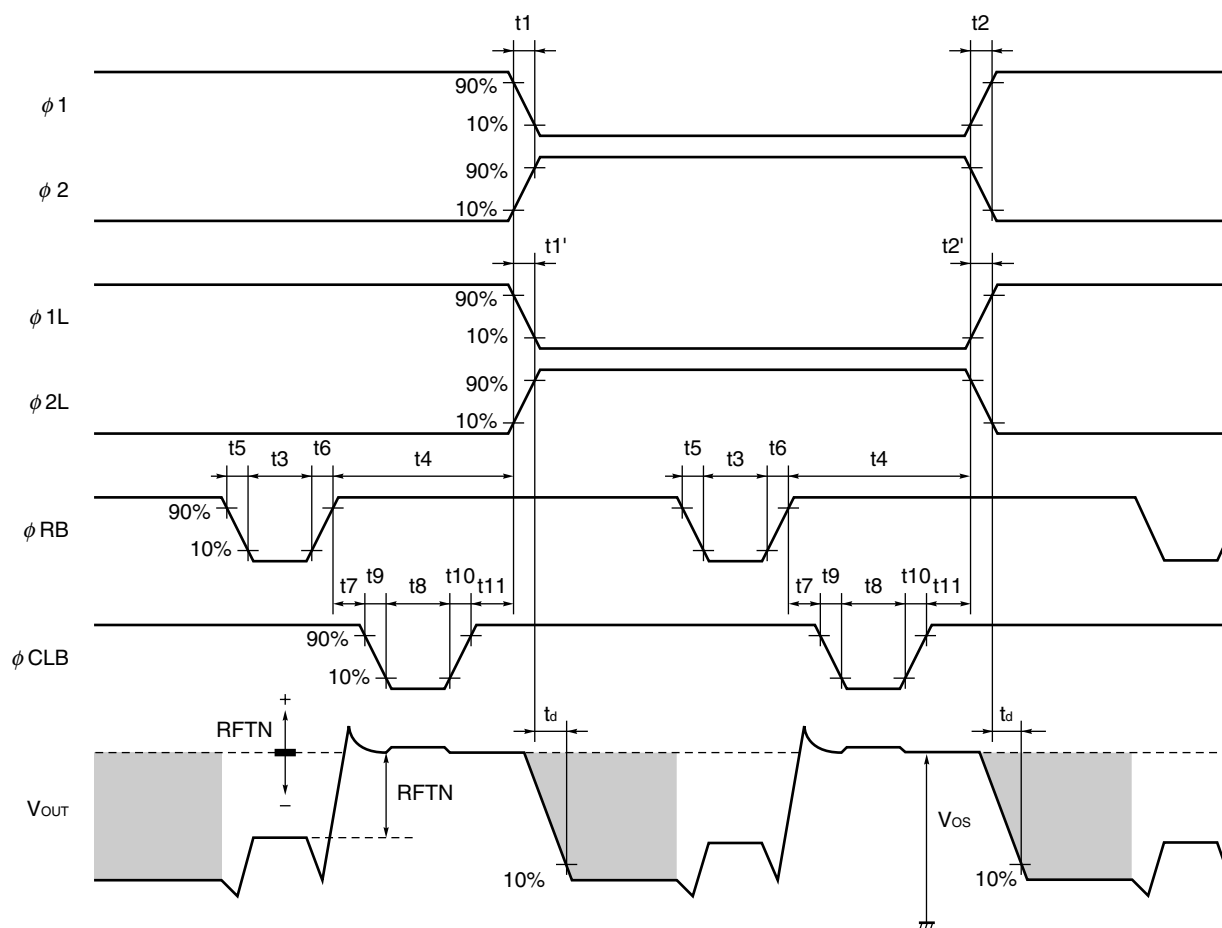 t1 t2
90%
φ1
10%
90%
φ2
10%
t1' t2'
90%
φ1L
10%
90%
φ2L
10%
t5 t3 t6 t4 t5 t3 t6 t4
90%
φRB
10%
t7 t9 t8 t10 t11 t7 t9 t8 t10 t11
90%
φCLB
10%
+
RFTN
td td
−
RFTN
VOUT
VOS
10% 10%